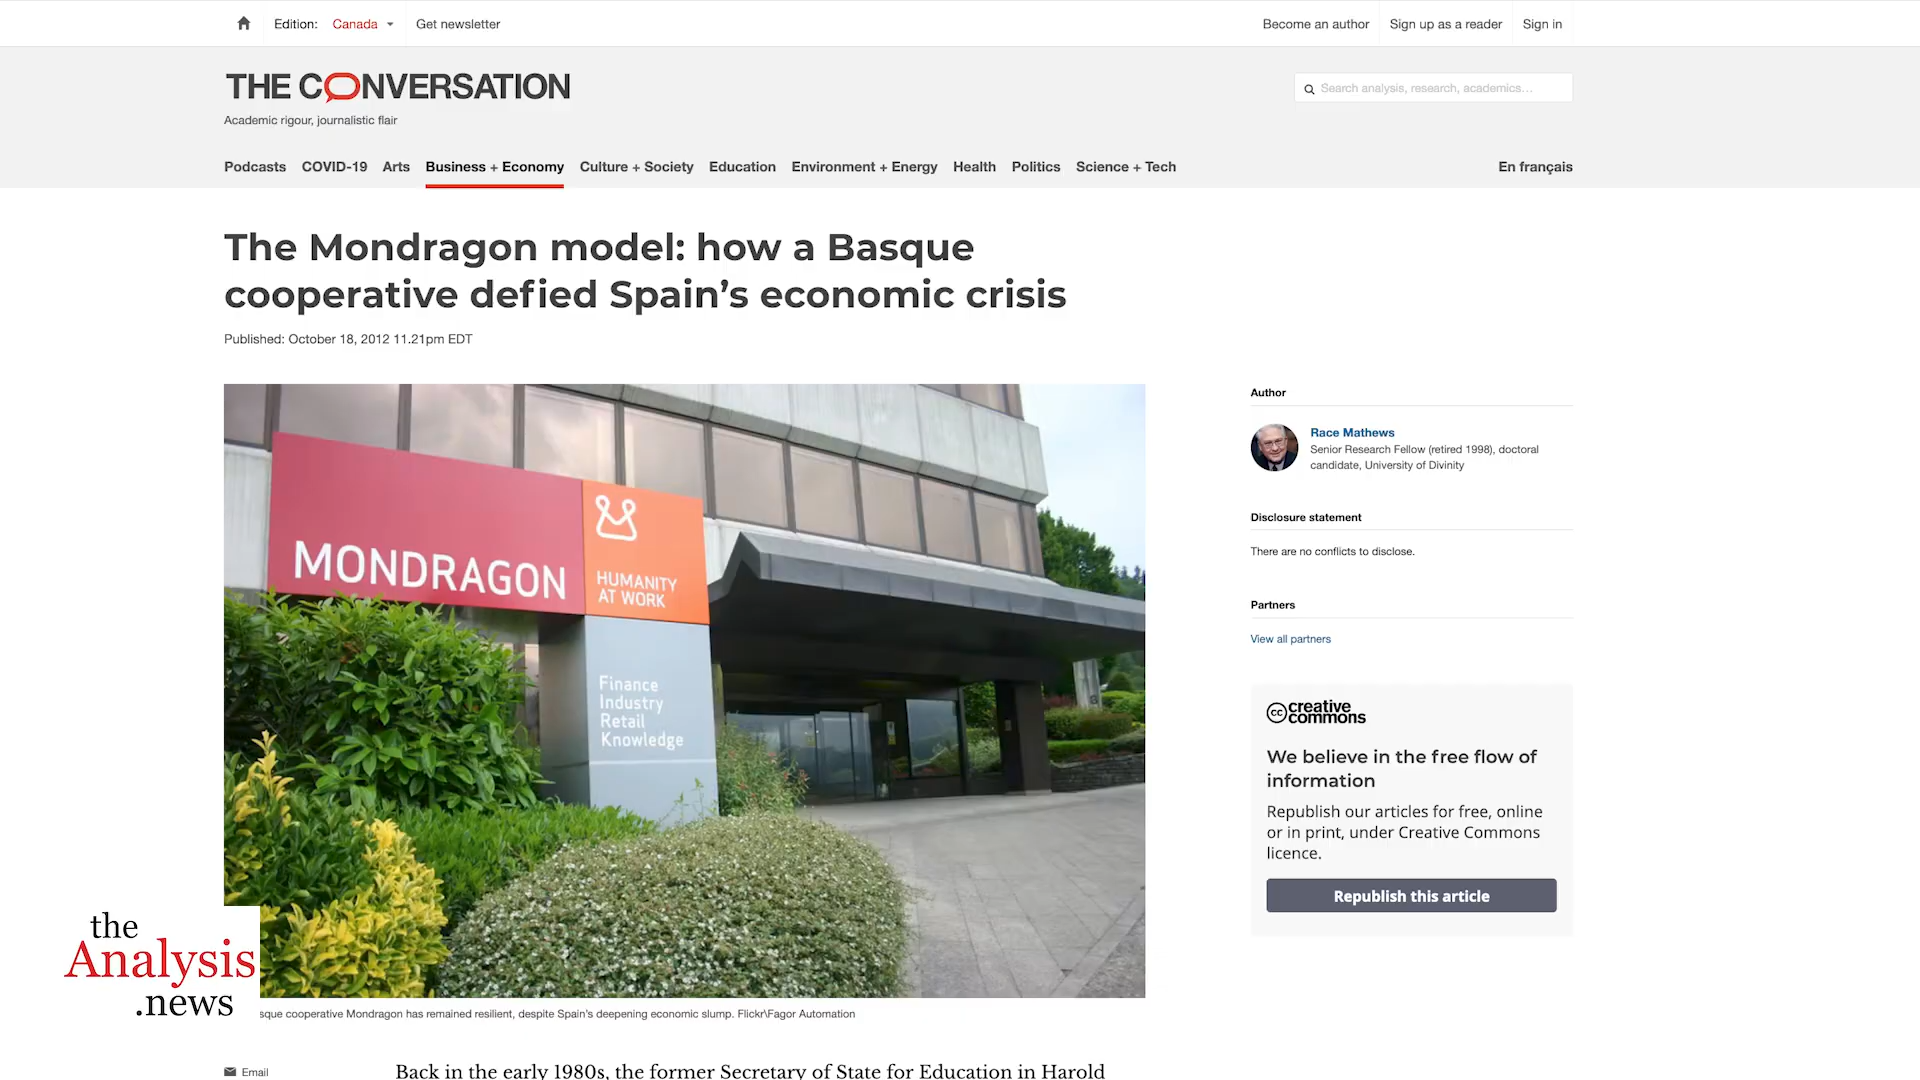 Edition: Canada Get newsletter Become an author Sign up as a reader Sign in
THE CONVERSATION
Search analysis, research, academics...
Academic rigour, journalistic flair
Podcasts COVID-19 Arts Business + Economy Culture + Society Education Environment + Energy Health Politics Science + Tech En français
The Mondragon model: how a Basque
cooperative defied Spain’s economic crisis
Published: October 18, 2012 11.21pm EDT
MONDRAGON
HUMANITY
AT WORK
Finance
Industry
Retail
Knowledge
Author
Race Mathews
Senior Research Fellow (retired 1998), doctoral
candidate, University of Divinity
Disclosure statement
There are no conflicts to disclose.
Partners
View all partners
cc creative
commons
We believe in the free flow of
information
Republish our articles for free, online
or in print, under Creative Commons
licence.
Republish this article
the
Analysis
.news
sque cooperative Mondragon has remained resilient, despite Spain’s deepening economic slump. Flickr\Fagor Automation
Email
Back in the early 1980s, the former Secretary of State for Education in Harold